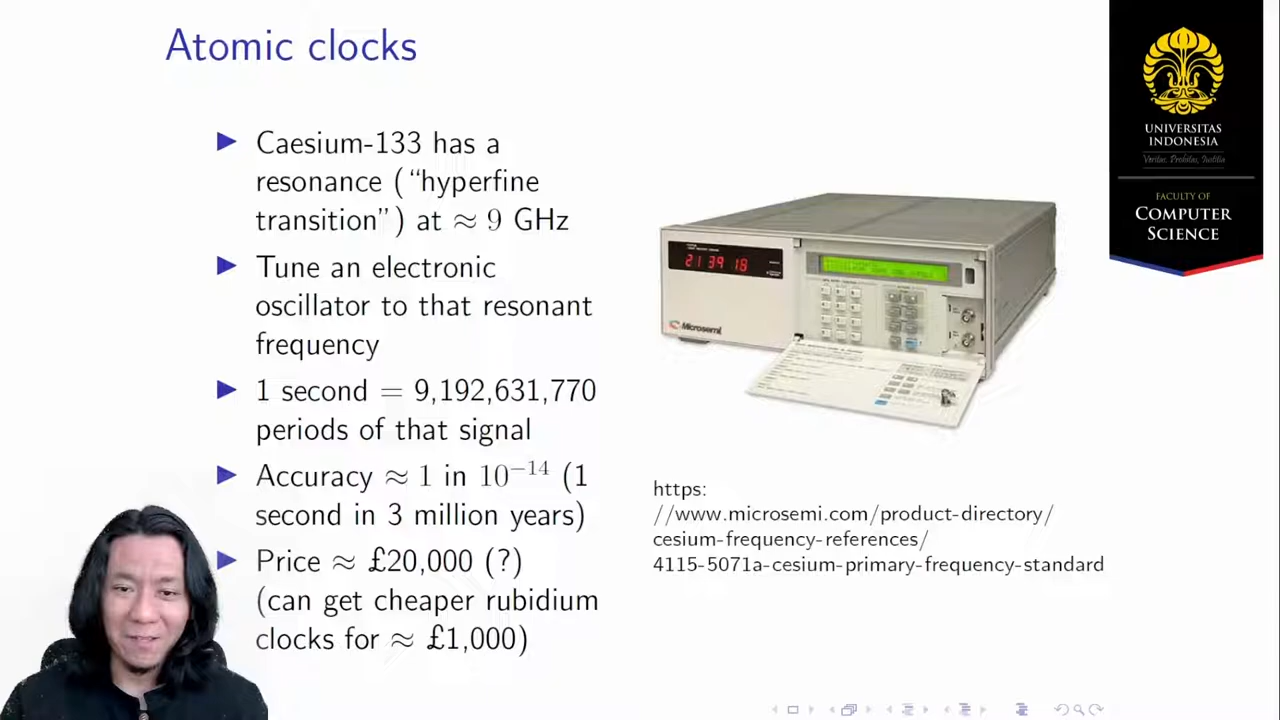 Atomic clocks
▶ Caesium-133 has a
resonance (“hyperfine
transition”) at ≈ 9 GHz
▶ Tune an electronic
oscillator to that resonant
frequency
▶ 1 second = 9,192,631,770
periods of that signal
▶ Accuracy ≈ 1 in 10⁻¹⁴ (1
second in 3 million years)
▶ Price ≈ £20,000 (?)
(can get cheaper rubidium
clocks for ≈ £1,000)
21 39 18
Microsemi
https:
//www.microsemi.com/product-directory/
cesium-frequency-references/
4115-5071a-cesium-primary-frequency-standard
UNIVERSITAS
INDONESIA
Veritas, Probitas, Iustitia
FACULTY OF
COMPUTER
SCIENCE